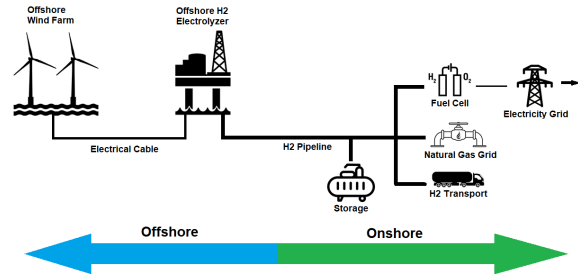 Offshore
Wind Farm
Offshore H2
Electrolyzer
H₂
O₂
Fuel Cell
Electricity Grid
Electrical Cable
H2 Pipeline
Natural Gas Grid
H2 Transport
Storage
Offshore
Onshore